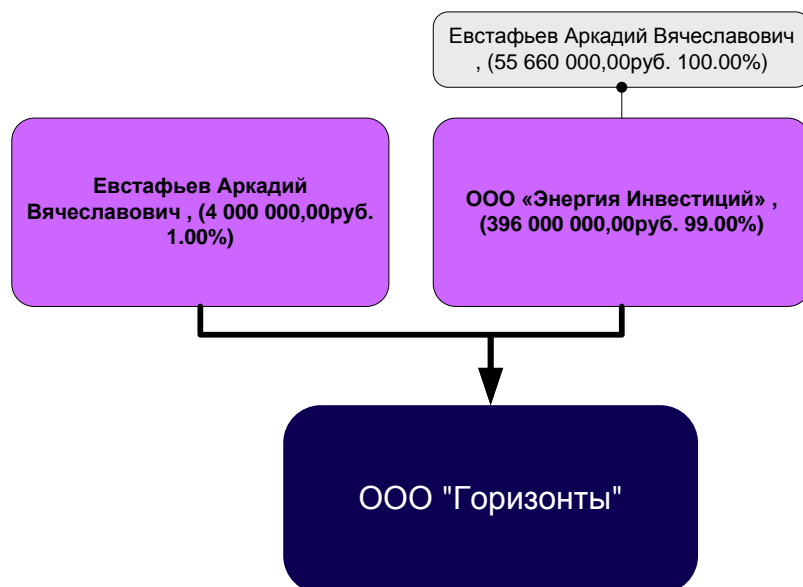 Евстафьев Аркадий Вячеславович
, (55 660 000,00руб. 100.00%)
Евстафьев Аркадий
Вячеславович , (4 000 000,00руб.
1.00%)
ООО «Энергия Инвестиций» ,
(396 000 000,00руб. 99.00%)
ООО "Горизонты"